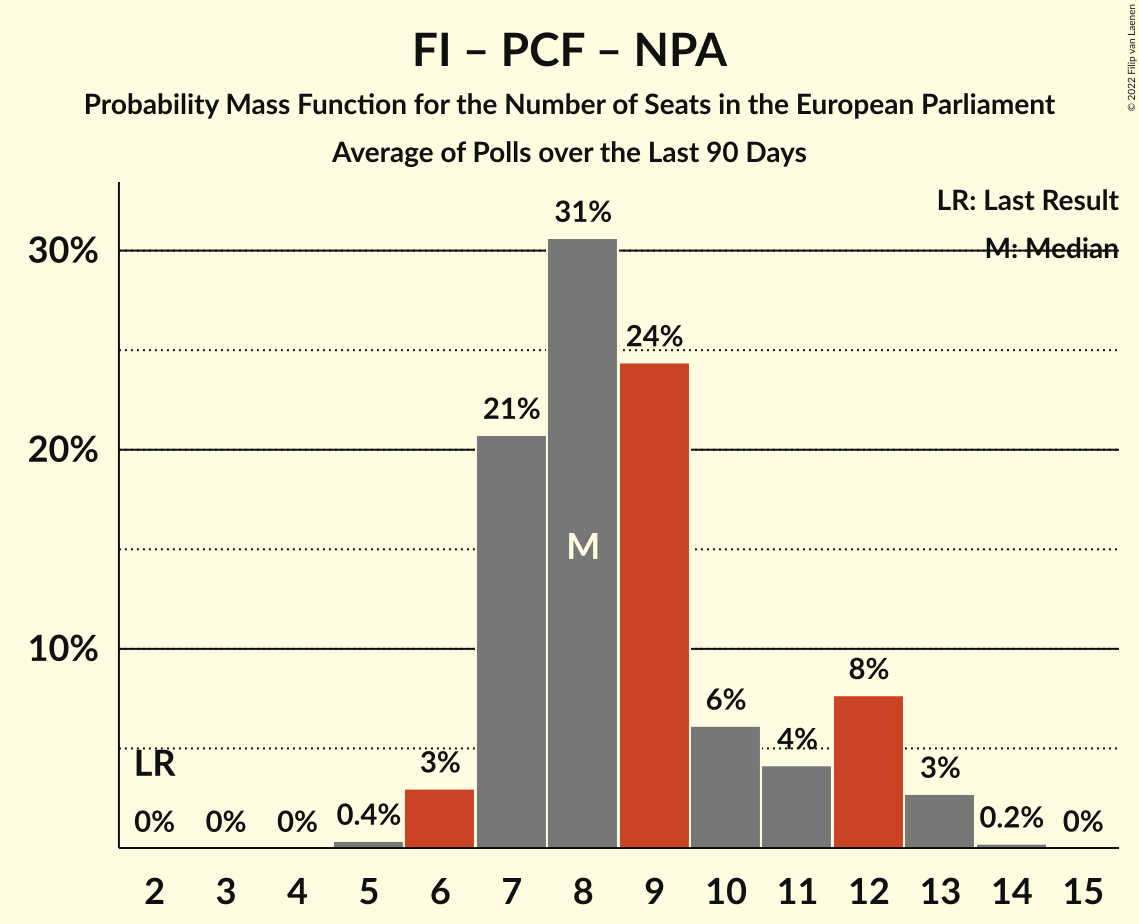 FI – PCF – NPA
Probability Mass Function for the Number of Seats in the European Parliament
Average of Polls over the Last 90 Days
© 2022 Filip van Laenen
LR: Last Result
M: Median
30%
20%
10%
31%
24%
21%
M
8%
6%
4%
LR
3%
3%
0%
0%
0%
0.4%
0.2%
0%
2 3 4 5 6 7 8 9 10 11 12 13 14 15